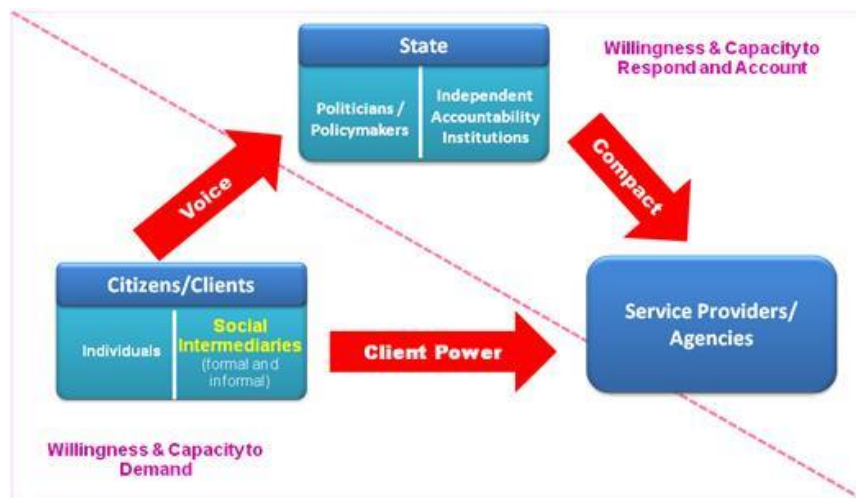 State
Politicians /
Policymakers
Independent
Accountability
Institutions
Willingness & Capacity to
Respond and Account
Voice
Compact
Citizens/Clients
Individuals
Social
Intermediaries
(formal and
informal)
Client Power
Service Providers/
Agencies
Willingness & Capacity to
Demand